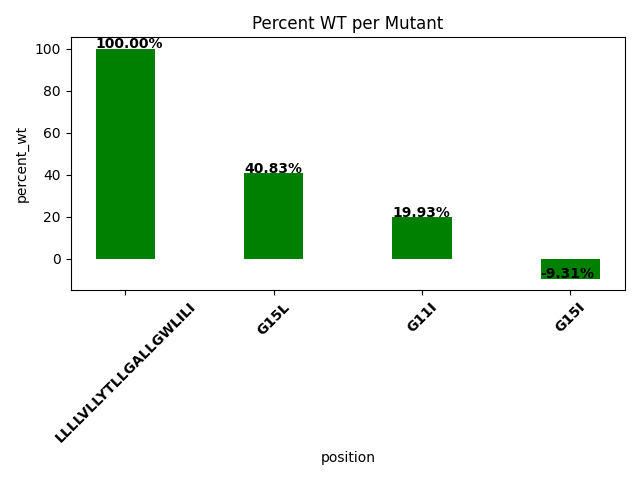 Percent WT per Mutant
percent_wt
100
80
60
40
20
0
100.00%
40.83%
19.93%
-9.31%
LLLLVLLYTLLGALLGWLILI
G15L
G11I
G15I
position